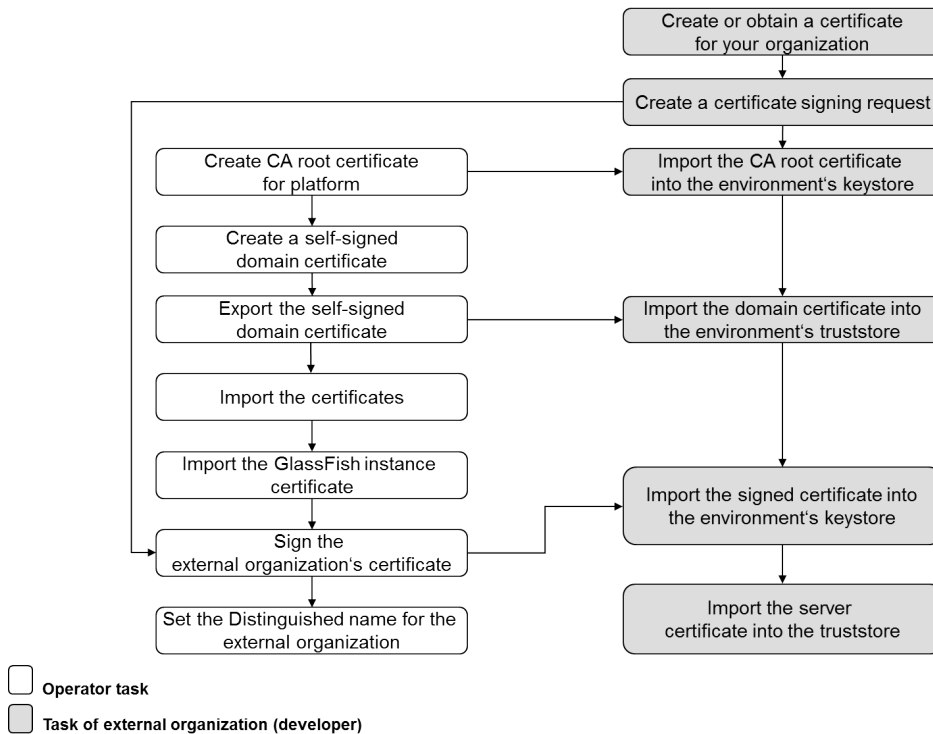 Create or obtain a certificate
for your organization
Create a certificate signing request
Create CA root certificate
for platform
Import the CA root certificate
into the environment‘s keystore
Create a self-signed
domain certificate
Export the self-signed
domain certificate
Import the domain certificate into
the environment‘s truststore
Import the certificates
Import the GlassFish instance
certificate
Import the signed certificate into
the environment‘s keystore
Sign the
external organization‘s certificate
Set the Distinguished name for the
external organization
Import the server
certificate into the truststore
Operator task
Task of external organization (developer)